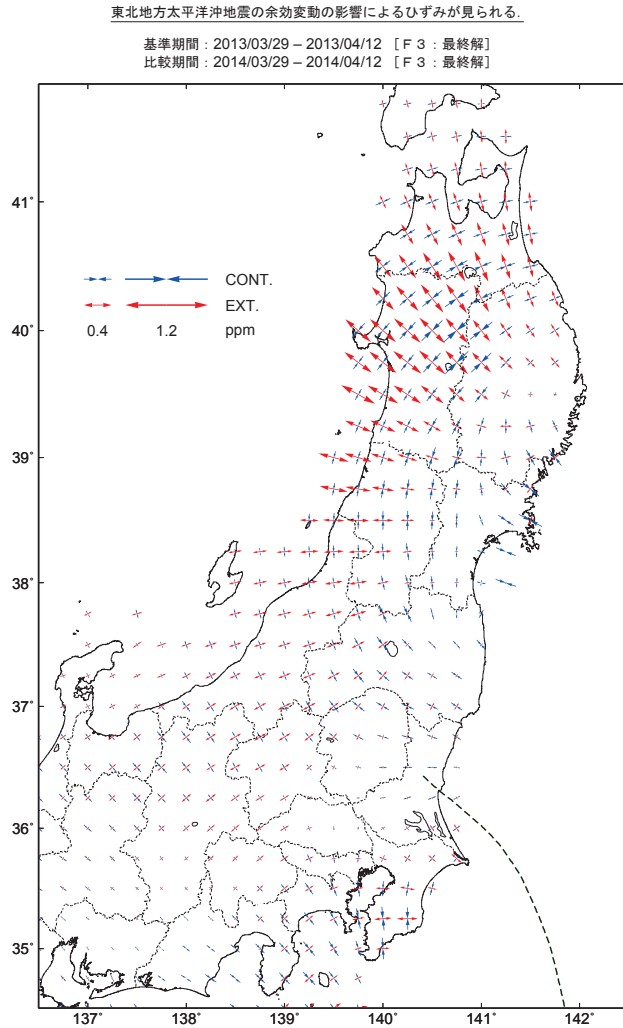 東北地方太平洋沖地震の余効変動の影響によるひずみが見られる.
基準期間：2013/03/29 – 2013/04/12 ［Ｆ３：最終解］
比較期間：2014/03/29 – 2014/04/12 ［Ｆ３：最終解］
41°
CONT.
EXT.
0.4 1.2 ppm
40°
39°
38°
37°
36°
35°
137 138 139 140 141 142